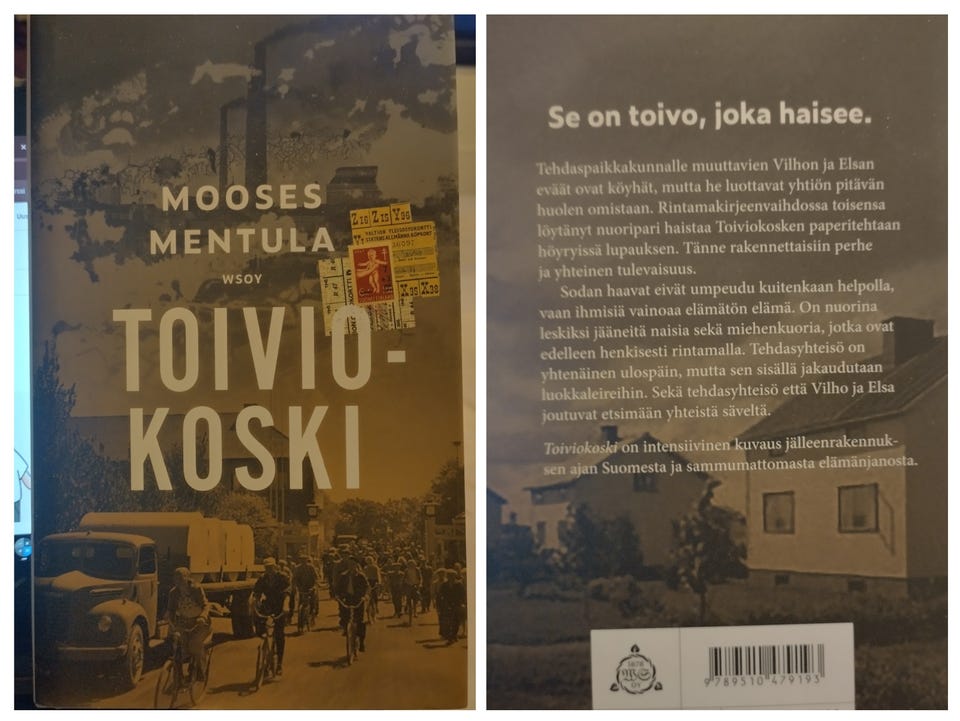 MOOSES
MENTULA
WSOY
TOIVIO-
KOSKI
Se on toivo, joka haisee.
Tehdaspaikkakunnalle muuttavien Vilhon ja Elsan
eväät ovat köyhät, mutta he luottavat yhtiön pitävän
huolen omistaan. Rintamakirjeenvaihdossa toisensa
löytänyt nuoripari haistaa Toiviokosken paperitehtaan
höyryissä lupauksen. Tänne rakennettaisiin perhe
ja yhteinen tulevaisuus.
Sodan haavat eivät umpeudu kuitenkaan helpolla,
vaan ihmisiä vainoaa elämätön elämä. On nuorina
leskiksi jääneitä naisia sekä miehenkuoria, jotka ovat
edelleen henkisesti rintamalla. Tehdasyhteisö on
yhtenäinen ulospäin, mutta sen sisällä jakaudutaan
luokkaleireihin. Sekä tehdasyhteisö että Vilho ja Elsa
joutuvat etsimään yhteistä säveltä.
Toiviokoski on intensiivinen kuvaus jälleenrakennuk-
sen ajan Suomesta ja sammumattomasta elämänjanosta.
1878
OY
9789510479193